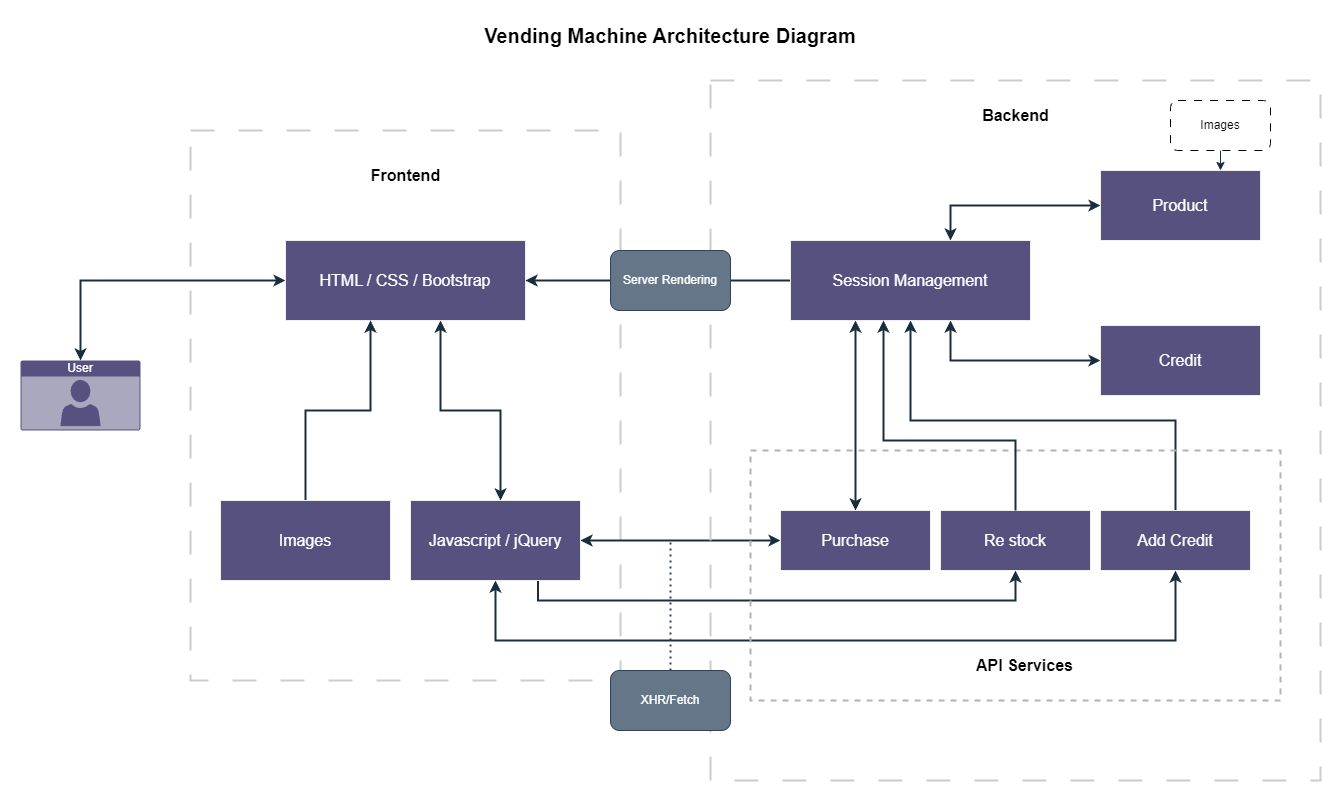 Vending Machine Architecture Diagram
Backend
Images
Frontend
Product
HTML / CSS / Bootstrap
Server Rendering
Session Management
User
Credit
Images
Javascript / jQuery
Purchase
Re stock
Add Credit
API Services
XHR/Fetch